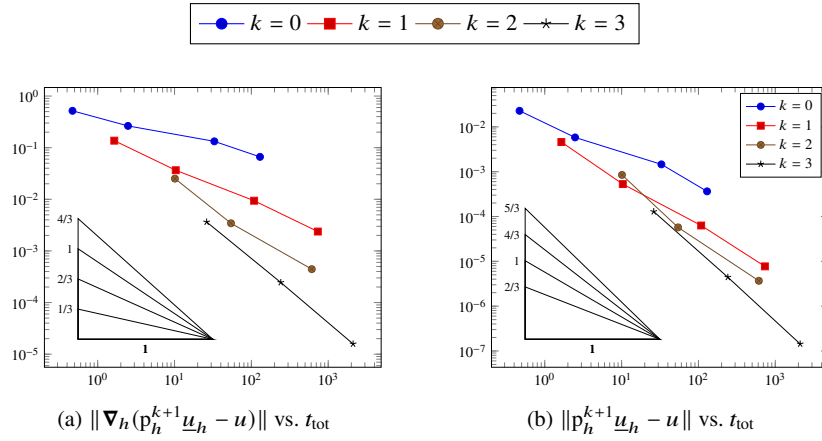 k = 0 k = 1 k = 2 k = 3
10^0
10^{-1}
10^{-2}
10^{-3}
10^{-4}
10^{-5}
10^0 10^1 10^2 10^3
4/3
1
2/3
1/3
1
(a) ‖∇_h(p_h^{k+1} u_h − u)‖ vs. t_tot
10^{-2}
10^{-3}
10^{-4}
10^{-5}
10^{-6}
10^{-7}
10^0 10^1 10^2 10^3
5/3
4/3
1
2/3
1
k = 0
k = 1
k = 2
k = 3
(b) ‖p_h^{k+1} u_h − u‖ vs. t_tot